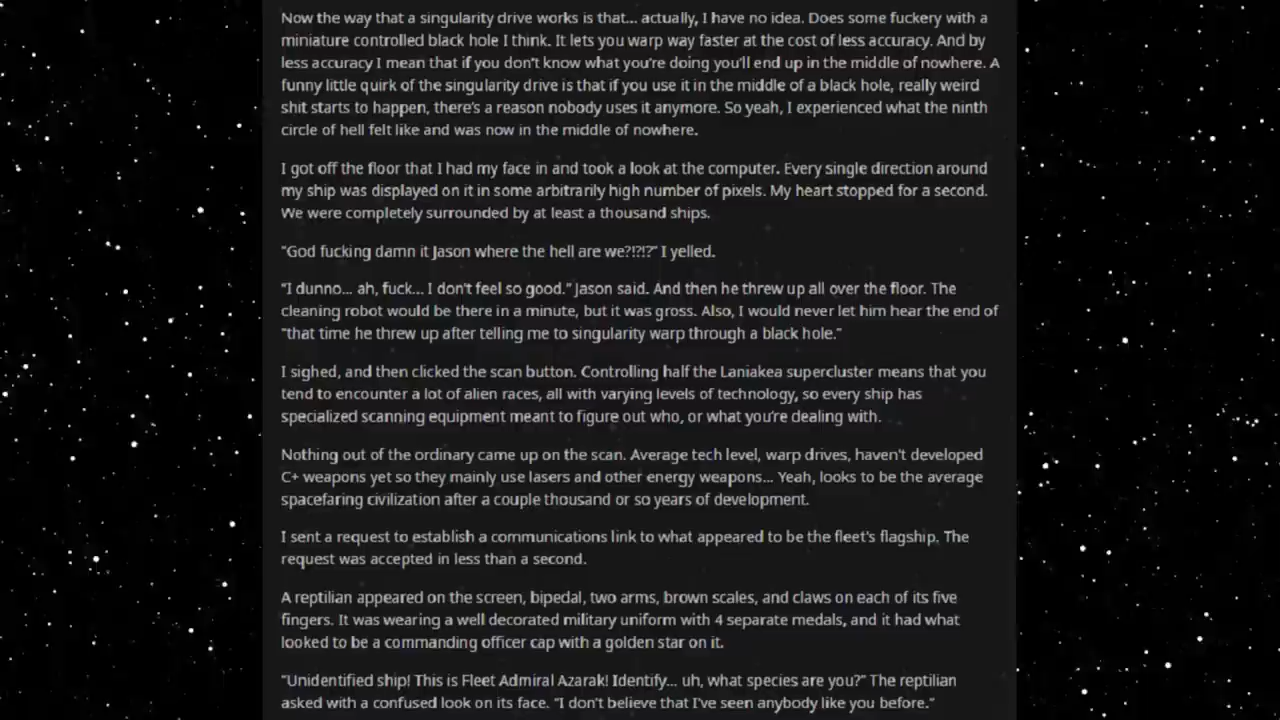 Now the way that a singularity drive works is that... actually, I have no idea. Does some fuckery with a
miniature controlled black hole I think. It lets you warp way faster at the cost of less accuracy. And by
less accuracy I mean that if you don't know what you're doing you'll end up in the middle of nowhere. A
funny little quirk of the singularity drive is that if you use it in the middle of a black hole, really weird
shit starts to happen, there's a reason nobody uses it anymore. So yeah, I experienced what the ninth
circle of hell felt like and was now in the middle of nowhere.
I got off the floor that I had my face in and took a look at the computer. Every single direction around
my ship was displayed on it in some arbitrarily high number of pixels. My heart stopped for a second.
We were completely surrounded by at least a thousand ships.
"God fucking damn it Jason where the hell are we?!?!?" I yelled.
"I dunno... ah, fuck... I don't feel so good." Jason said. And then he threw up all over the floor. The
cleaning robot would be there in a minute, but it was gross. Also, I would never let him hear the end of
"that time he threw up after telling me to singularity warp through a black hole."
I sighed, and then clicked the scan button. Controlling half the Laniakea supercluster means that you
tend to encounter a lot of alien races, all with varying levels of technology, so every ship has
specialized scanning equipment meant to figure out who, or what you're dealing with.
Nothing out of the ordinary came up on the scan. Average tech level, warp drives, haven't developed
C+ weapons yet so they mainly use lasers and other energy weapons... Yeah, looks to be the average
spacefaring civilization after a couple thousand or so years of development.
I sent a request to establish a communications link to what appeared to be the fleet's flagship. The
request was accepted in less than a second.
A reptilian appeared on the screen, bipedal, two arms, brown scales, and claws on each of its five
fingers. It was wearing a well decorated military uniform with 4 separate medals, and it had what
looked to be a commanding officer cap with a golden star on it.
"Unidentified ship! This is Fleet Admiral Azarak! Identify... uh, what species are you?" The reptilian
asked with a confused look on its face. "I don't believe that I've seen anybody like you before."